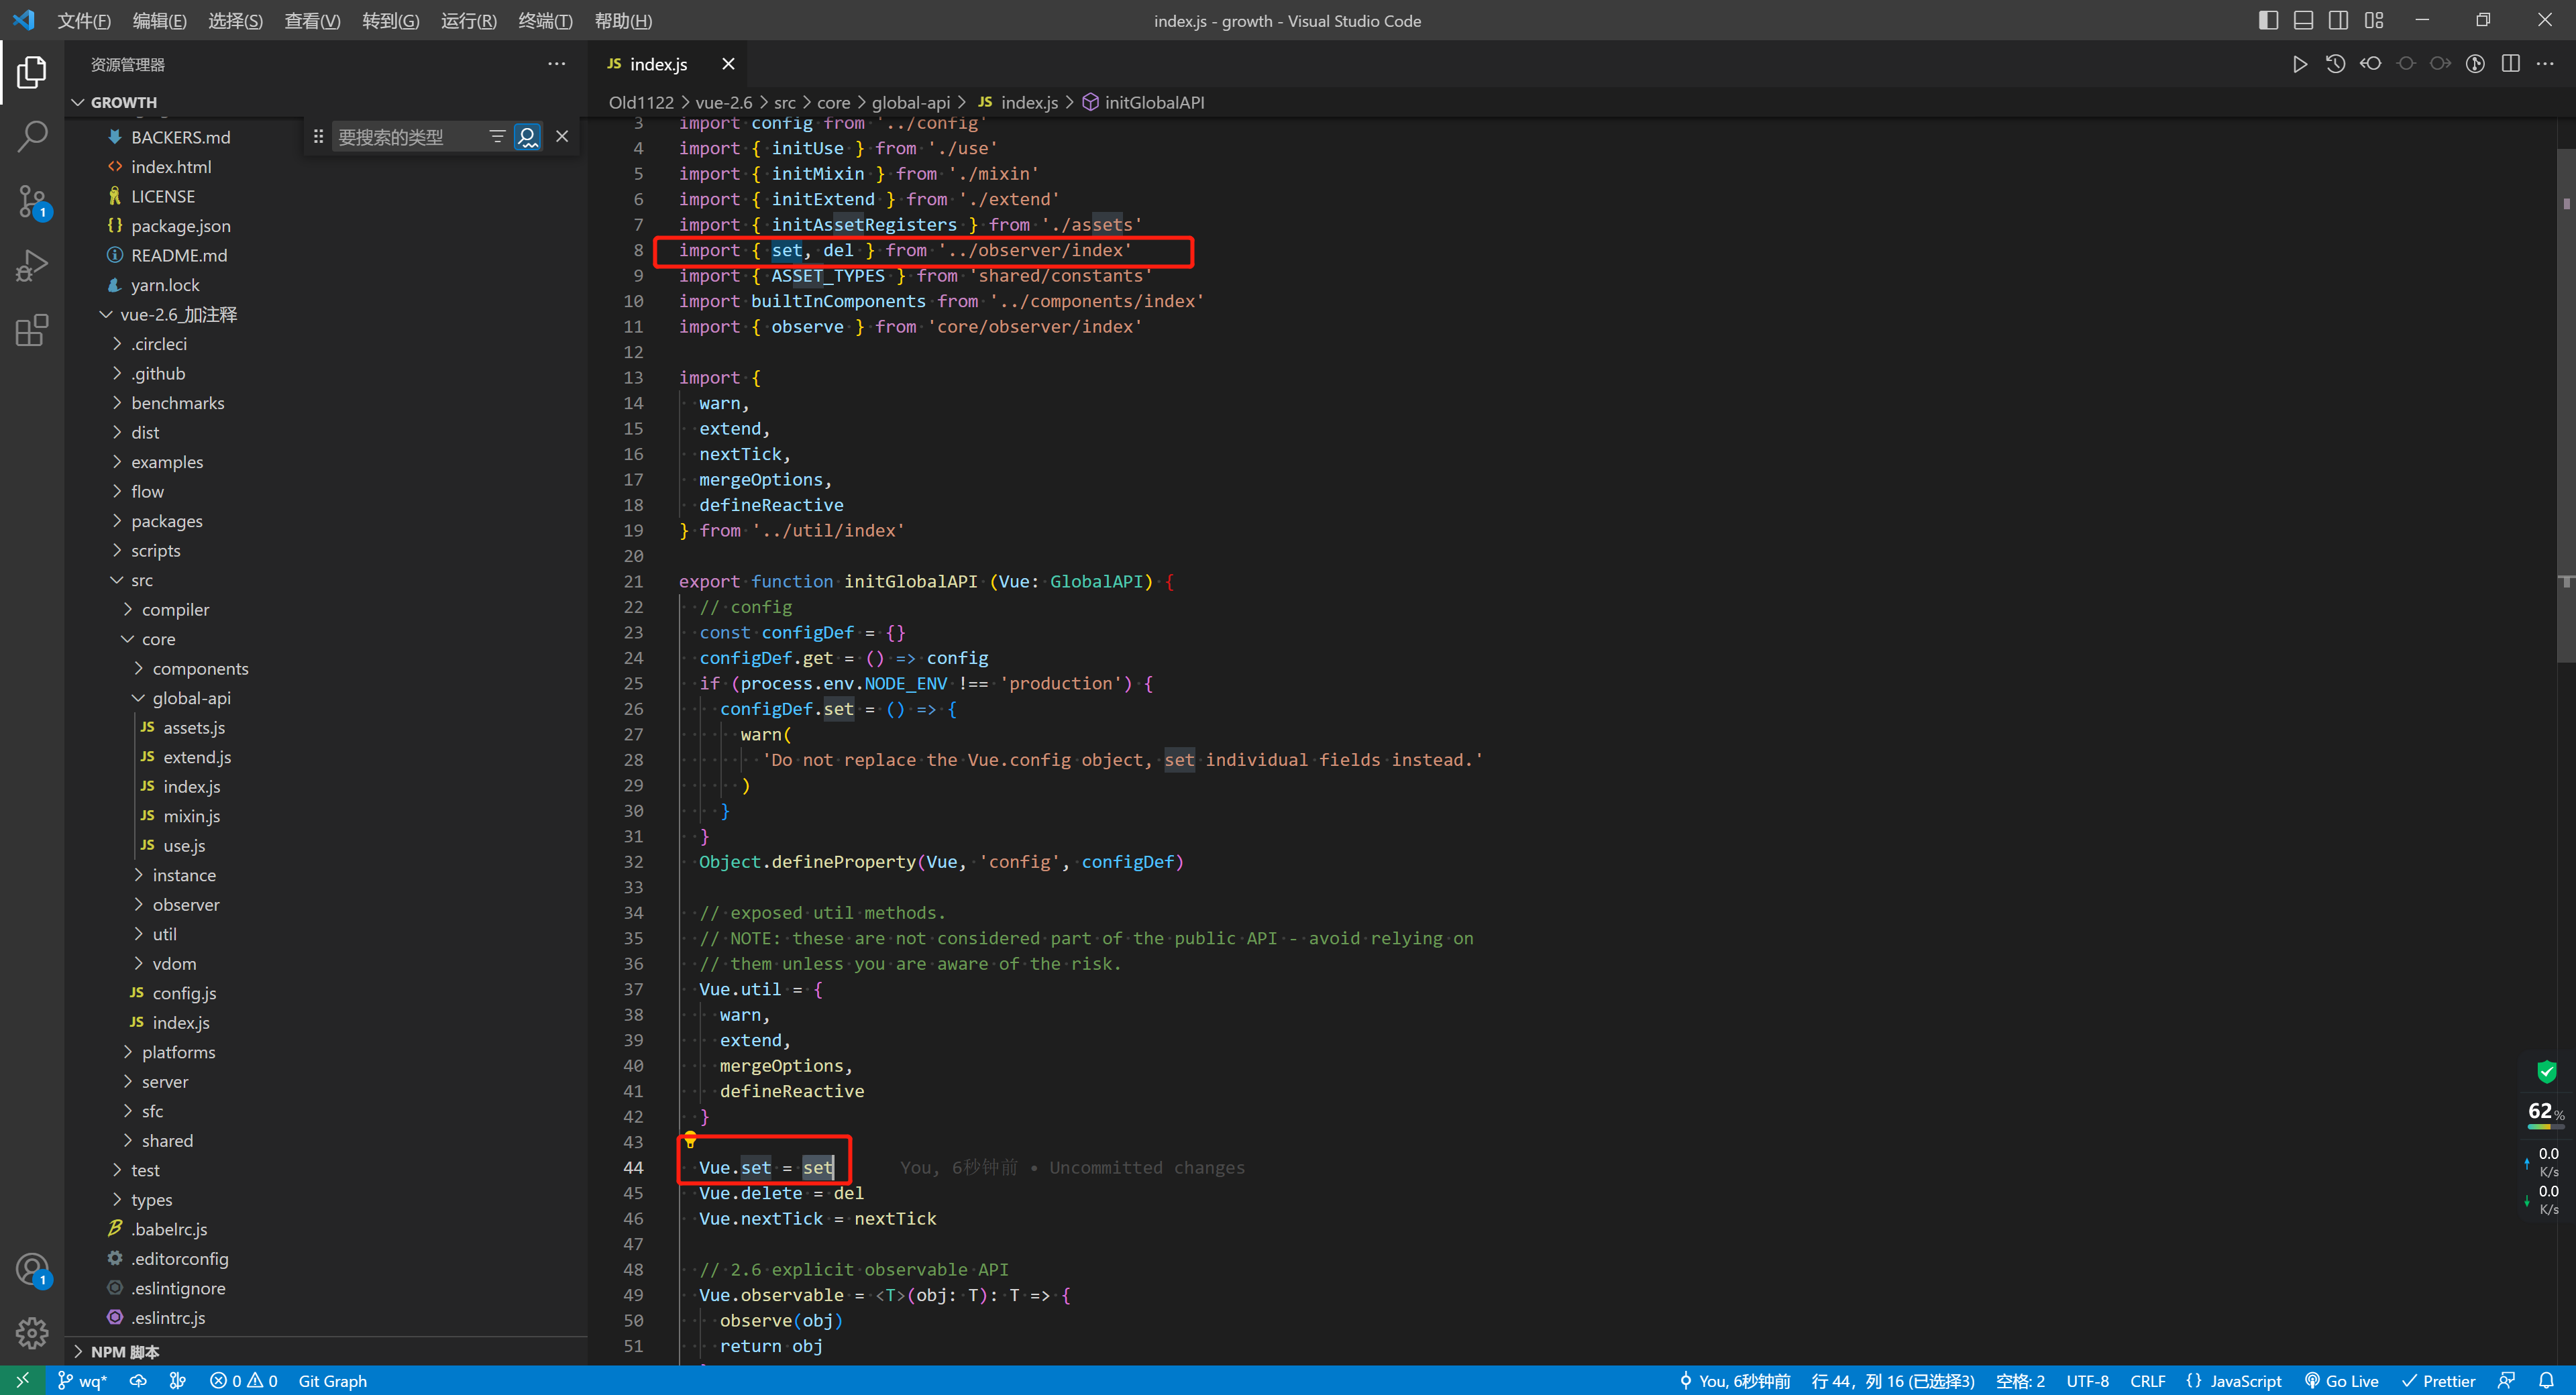 文件(F) 编辑(E) 选择(S) 查看(V) 转到(G) 运行(R) 终端(T) 帮助(H)
index.js - growth - Visual Studio Code
资源管理器
GROWTH
要搜索的类型
BACKERS.md
index.html
LICENSE
package.json
README.md
yarn.lock
vue-2.6_加注释
.circleci
.github
benchmarks
dist
examples
flow
packages
scripts
src
compiler
core
components
global-api
JS assets.js
JS extend.js
JS index.js
JS mixin.js
JS use.js
instance
observer
util
vdom
JS config.js
JS index.js
platforms
server
sfc
shared
test
types
.babelrc.js
.editorconfig
.eslintignore
.eslintrc.js
NPM 脚本
1
1
JS index.js
Old1122 > vue-2.6 > src > core > global-api > JS index.js > initGlobalAPI
3 import config from '../config'
4 import { initUse } from './use'
5 import { initMixin } from './mixin'
6 import { initExtend } from './extend'
7 import { initAssetRegisters } from './assets'
8 import { set, del } from '../observer/index'
9 import { ASSET_TYPES } from 'shared/constants'
10 import builtInComponents from '../components/index'
11 import { observe } from 'core/observer/index'
12
13 import {
14 warn,
15 extend,
16 nextTick,
17 mergeOptions,
18 defineReactive
19 } from '../util/index'
20
21 export function initGlobalAPI (Vue: GlobalAPI) {
22 // config
23 const configDef = {}
24 configDef.get = () => config
25 if (process.env.NODE_ENV !== 'production') {
26 configDef.set = () => {
27 warn(
28 'Do not replace the Vue.config object, set individual fields instead.'
29 )
30 }
31 }
32 Object.defineProperty(Vue, 'config', configDef)
33
34 // exposed util methods.
35 // NOTE: these are not considered part of the public API - avoid relying on
36 // them unless you are aware of the risk.
37 Vue.util = {
38 warn,
39 extend,
40 mergeOptions,
41 defineReactive
42 }
43
44 Vue.set = set You, 6秒钟前 • Uncommitted changes
45 Vue.delete = del
46 Vue.nextTick = nextTick
47
48 // 2.6 explicit observable API
49 Vue.observable = <T>(obj: T): T => {
50 observe(obj)
51 return obj
62%
0.0
K/s
0.0
K/s
wq* 0 0 Git Graph
You, 6秒钟前 行 44，列 16 (已选择3) 空格: 2 UTF-8 CRLF {} JavaScript Go Live Prettier